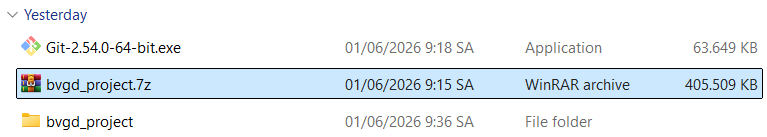 Yesterday
Git-2.54.0-64-bit.exe 01/06/2026 9:18 SA Application 63.649 KB
bvgd_project.7z 01/06/2026 9:15 SA WinRAR archive 405.509 KB
bvgd_project 01/06/2026 9:36 SA File folder